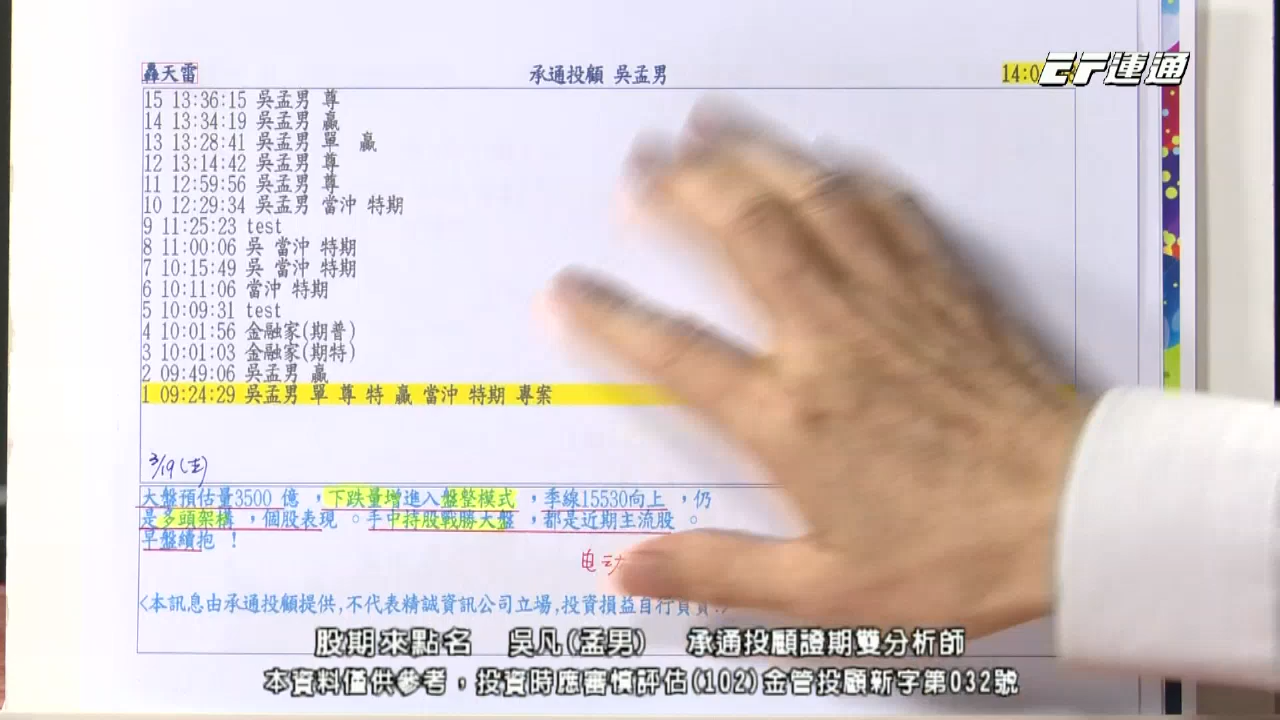 轟天雷 承通投顧 吳孟男 14:0
EF連通
15 13:36:15 吳孟男 尊
14 13:34:19 吳孟男 贏
13 13:28:41 吳孟男 單 贏
12 13:14:42 吳孟男 尊
11 12:59:56 吳孟男 尊
10 12:29:34 吳孟男 當沖 特期
9 11:25:23 test
8 11:00:06 吳 當沖 特期
7 10:15:49 吳 當沖 特期
6 10:11:06 當沖 特期
5 10:09:31 test
4 10:01:56 金融家(期普)
3 10:01:03 金融家(期特)
2 09:49:06 吳孟男 贏
1 09:24:29 吳孟男 單 尊 特 贏 當沖 特期 專案
3/19(五)
大盤預估量3500 億 ，下跌量增進入盤整模式 ，季線15530向上 ，仍
是多頭架構 ，個股表現 。手中持股戰勝大盤 ，都是近期主流股 。
早盤續抱 ！
电动
<本訊息由承通投顧提供,不代表精誠資訊公司立場,投資損益自行負責.>
股期來點名 吳凡(孟男) 承通投顧證期雙分析師
本資料僅供參考，投資時應審慎評估(102)金管投顧新字第032號